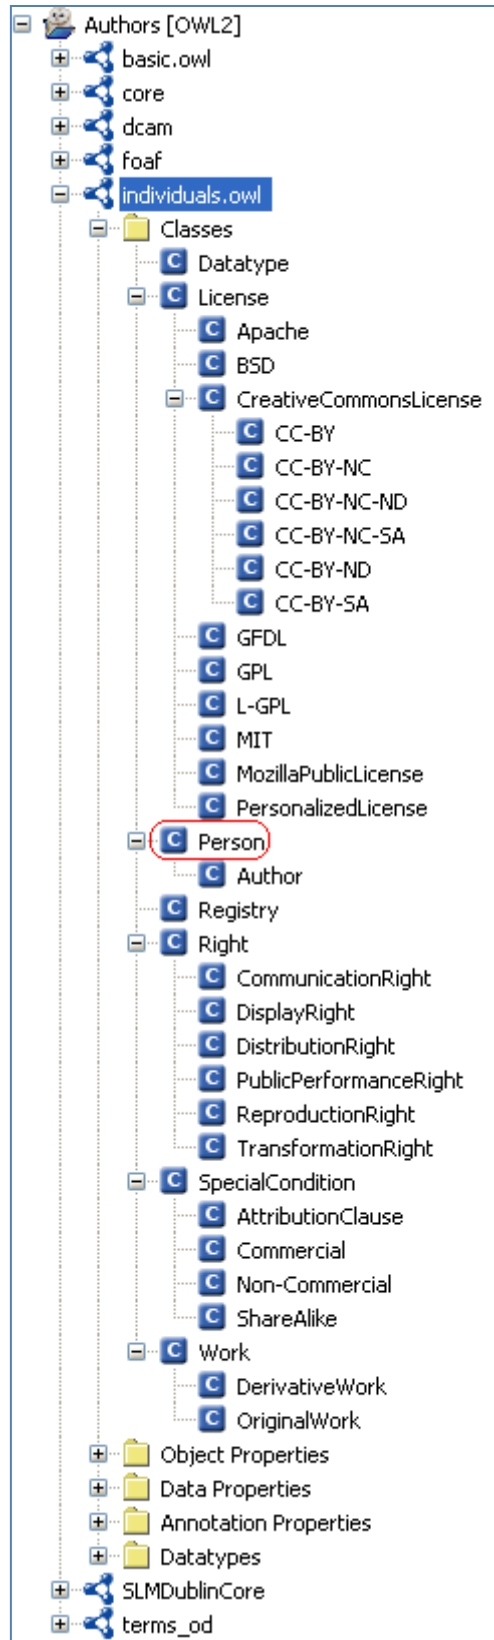 Authors [OWL2]
basic.owl
core
dcam
foaf
individuals.owl
Classes
C Datatype
C License
C Apache
C BSD
C CreativeCommonsLicense
C CC-BY
C CC-BY-NC
C CC-BY-NC-ND
C CC-BY-NC-SA
C CC-BY-ND
C CC-BY-SA
C GFDL
C GPL
C L-GPL
C MIT
C MozillaPublicLicense
C PersonalizedLicense
C Person
C Author
C Registry
C Right
C CommunicationRight
C DisplayRight
C DistributionRight
C PublicPerformanceRight
C ReproductionRight
C TransformationRight
C SpecialCondition
C AttributionClause
C Commercial
C Non-Commercial
C ShareAlike
C Work
C DerivativeWork
C OriginalWork
Object Properties
Data Properties
Annotation Properties
Datatypes
SLMDublinCore
terms_od